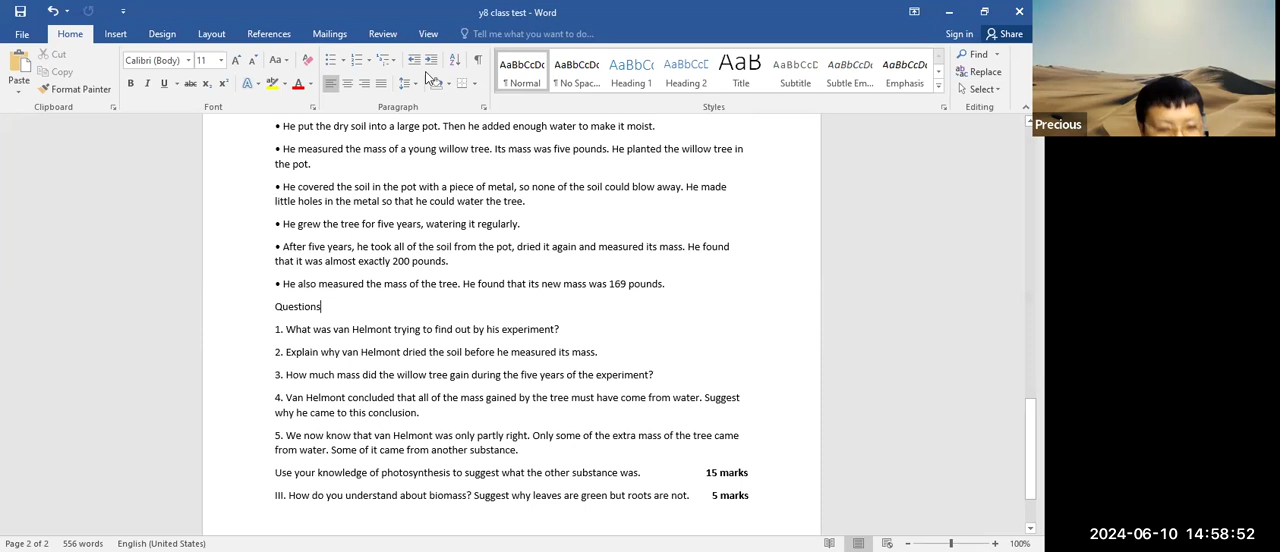 y8 class test - Word
File Home Insert Draw Design Layout References Mailings Review View Tell me what you want to do... Sign in Share
Cut
Copy
Format Painter
Paste
Calibri (Body) 11
AaBbCcDc AaBbCcDc AaBbCc AaBbCcD AaB AaBbCcD AaBbCcDc AaBbCcDc
¶ Normal ¶ No Spac... Heading 1 Heading 2 Title Subtitle Subtle Em... Emphasis
Find
Replace
Select
Clipboard Font Paragraph Styles Editing
Precious
• He put the dry soil into a large pot. Then he added enough water to make it moist.
• He measured the mass of a young willow tree. Its mass was five pounds. He planted the willow tree in
the pot.
• He covered the soil in the pot with a piece of metal, so none of the soil could blow away. He made
little holes in the metal so that he could water the tree.
• He grew the tree for five years, watering it regularly.
• After five years, he took all of the soil from the pot, dried it again and measured its mass. He found
that it was almost exactly 200 pounds.
• He also measured the mass of the tree. He found that its new mass was 169 pounds.
Questions
1. What was van Helmont trying to find out by his experiment?
2. Explain why van Helmont dried the soil before he measured its mass.
3. How much mass did the willow tree gain during the five years of the experiment?
4. Van Helmont concluded that all of the mass gained by the tree must have come from water. Suggest
why he came to this conclusion.
5. We now know that van Helmont was only partly right. Only some of the extra mass of the tree came
from water. Some of it came from another substance.
Use your knowledge of photosynthesis to suggest what the other substance was. 15 marks
III. How do you understand about biomass? Suggest why leaves are green but roots are not. 5 marks
Page 2 of 2 556 words English (United States) 100%
2024-06-10 14:58:52